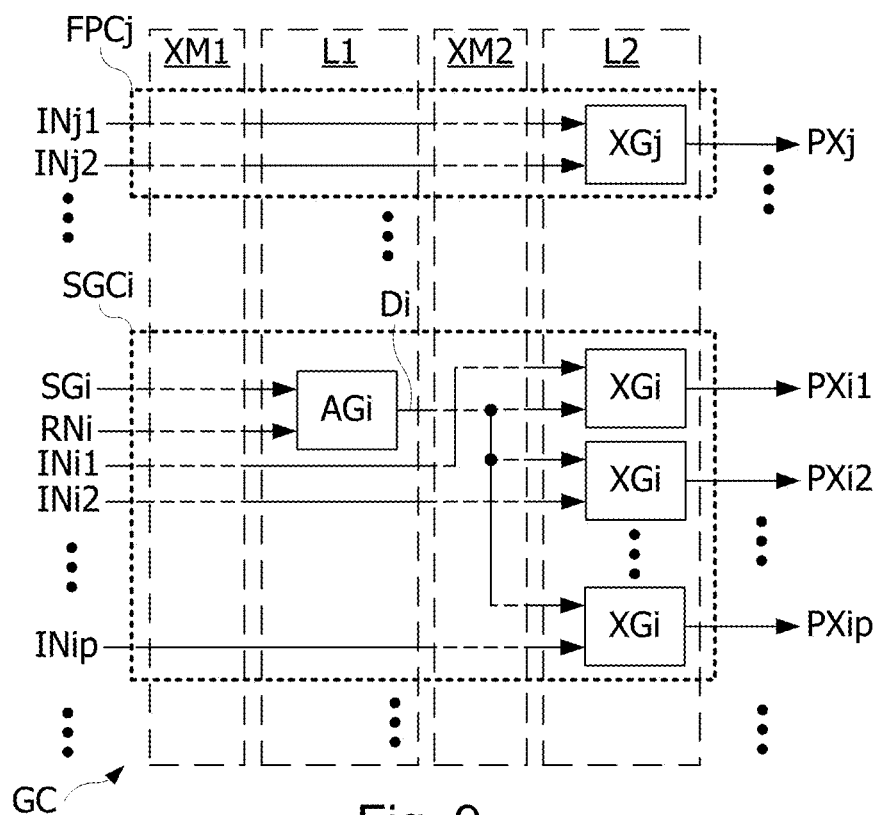 FPCj
XM1 L1 XM2 L2
INj1
XGj PXj
INj2
SGCi
Di
SGi
XGi PXi1
AGi
RNi
INi1
XGi PXi2
INi2
XGi PXip
INip
GC